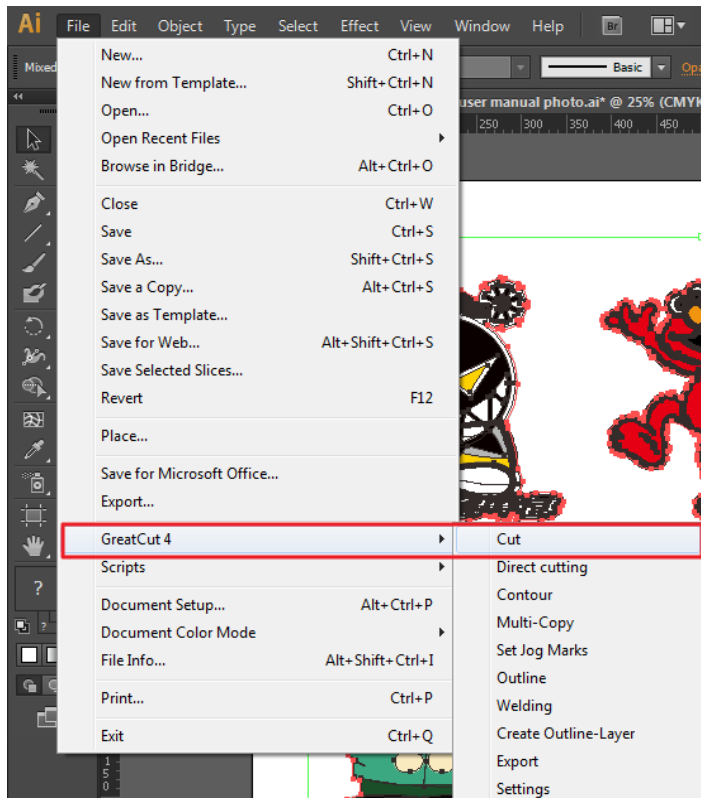 Ai File Edit Object Type Select Effect View Window Help Br
Mixed
Basic
user manual photo.ai* @ 25% (CMYK
250 300 350 400 450
New... Ctrl+N
New from Template... Shift+Ctrl+N
Open... Ctrl+O
Open Recent Files
Browse in Bridge... Alt+Ctrl+O
Close Ctrl+W
Save Ctrl+S
Save As... Shift+Ctrl+S
Save a Copy... Alt+Ctrl+S
Save as Template...
Save for Web... Alt+Shift+Ctrl+S
Save Selected Slices...
Revert F12
Place...
Save for Microsoft Office...
Export...
GreatCut 4
Scripts
Document Setup... Alt+Ctrl+P
Document Color Mode
File Info... Alt+Shift+Ctrl+I
Print... Ctrl+P
Exit Ctrl+Q
Cut
Direct cutting
Contour
Multi-Copy
Set Jog Marks
Outline
Welding
Create Outline-Layer
Export
Settings
?
?
1
5
0